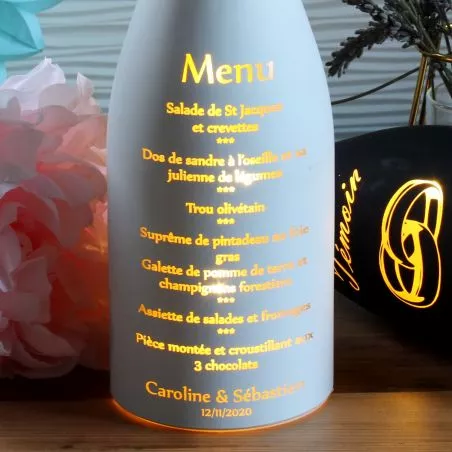 Menu
Salade de St Jacques
et crevettes
***
Dos de sandre à l'oseille et sa
julienne de légumes
***
Trou olivétain
***
Suprême de pintadeau au foie
gras
Galette de pomme de terre et
champignons forestiers
***
Assiette de salades et fromages
***
Pièce montée et croustillant aux
3 chocolats
Caroline & Sébastien
12/11/2020
Témoin